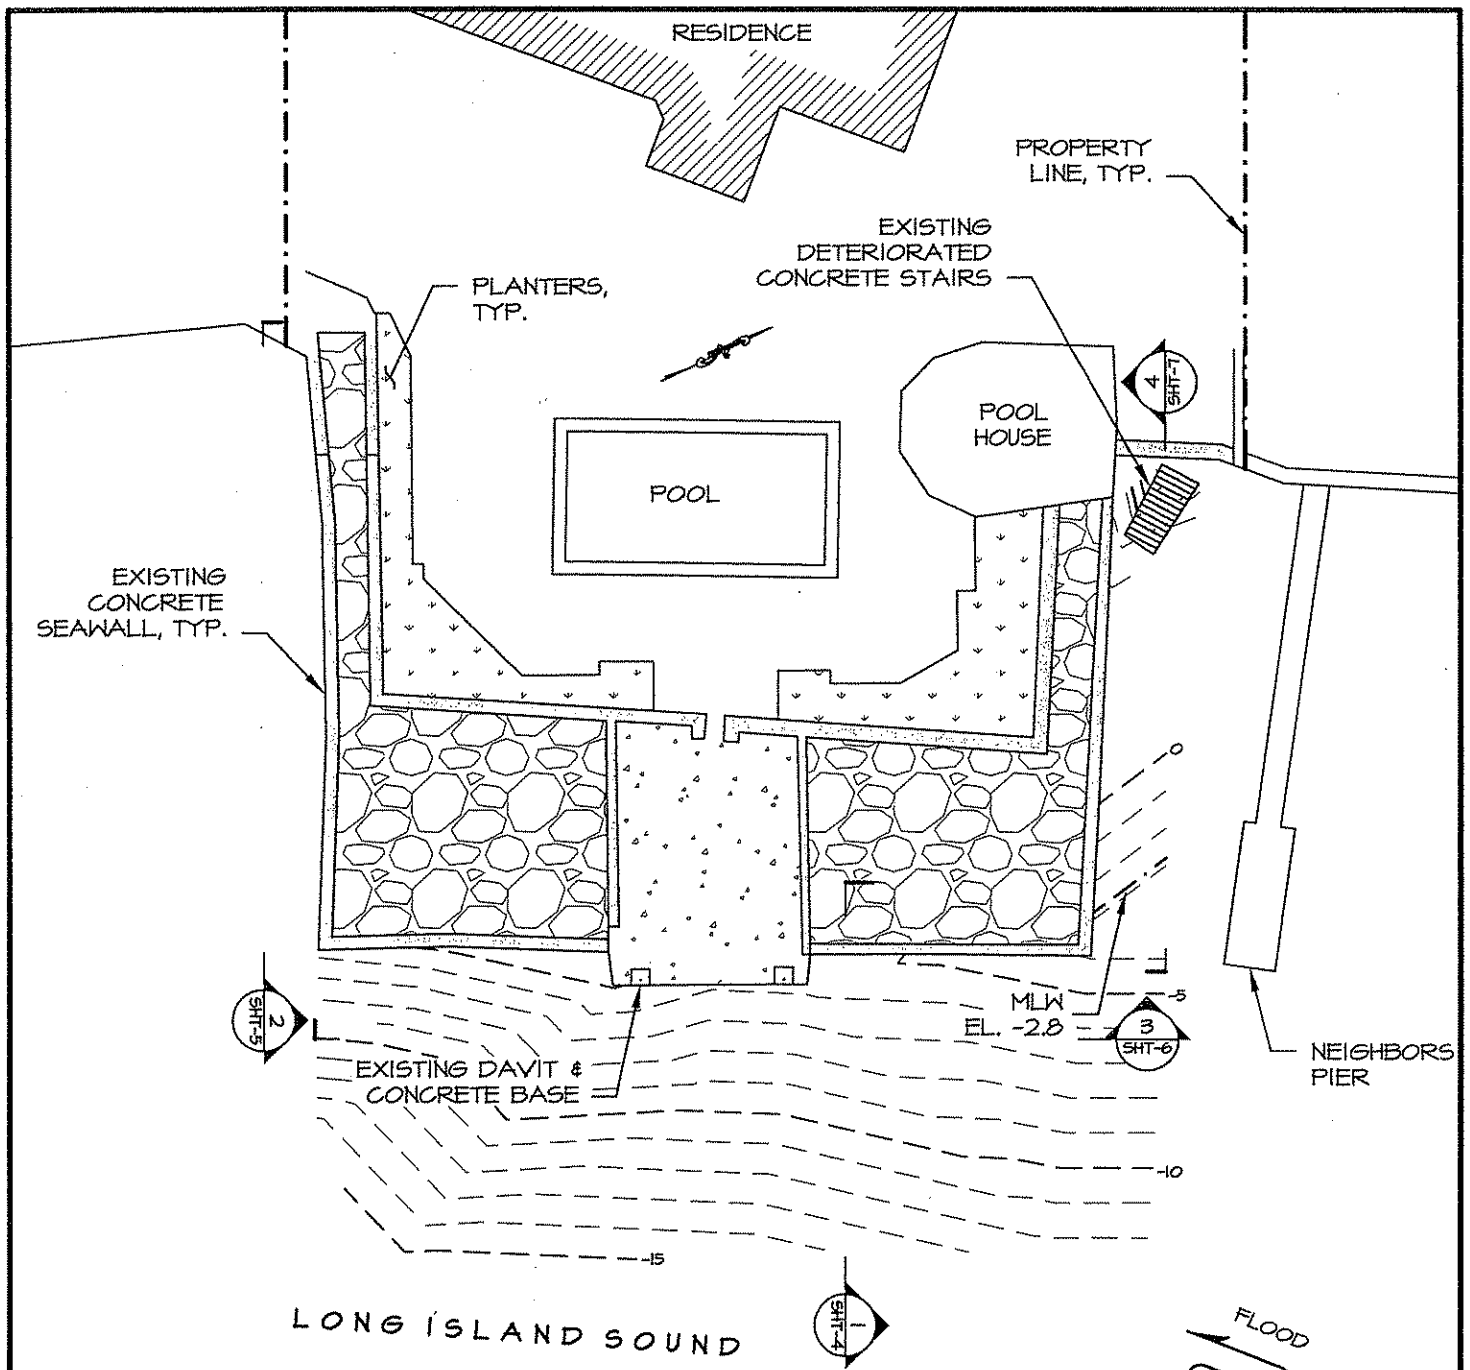 RESIDENCE
PROPERTY
LINE, TYP.
EXISTING
DETERIORATED
CONCRETE STAIRS
PLANTERS,
TYP.
4
SHT-7
POOL
HOUSE
POOL
EXISTING
CONCRETE
SEAWALL, TYP.
0
-5
MLW
EL. -2.8
2
SHT-5
3
SHT-6
EXISTING DAVIT &
CONCRETE BASE
NEIGHBORS
PIER
-10
-15
1
SHT-4
LONG ISLAND SOUND
FLOOD